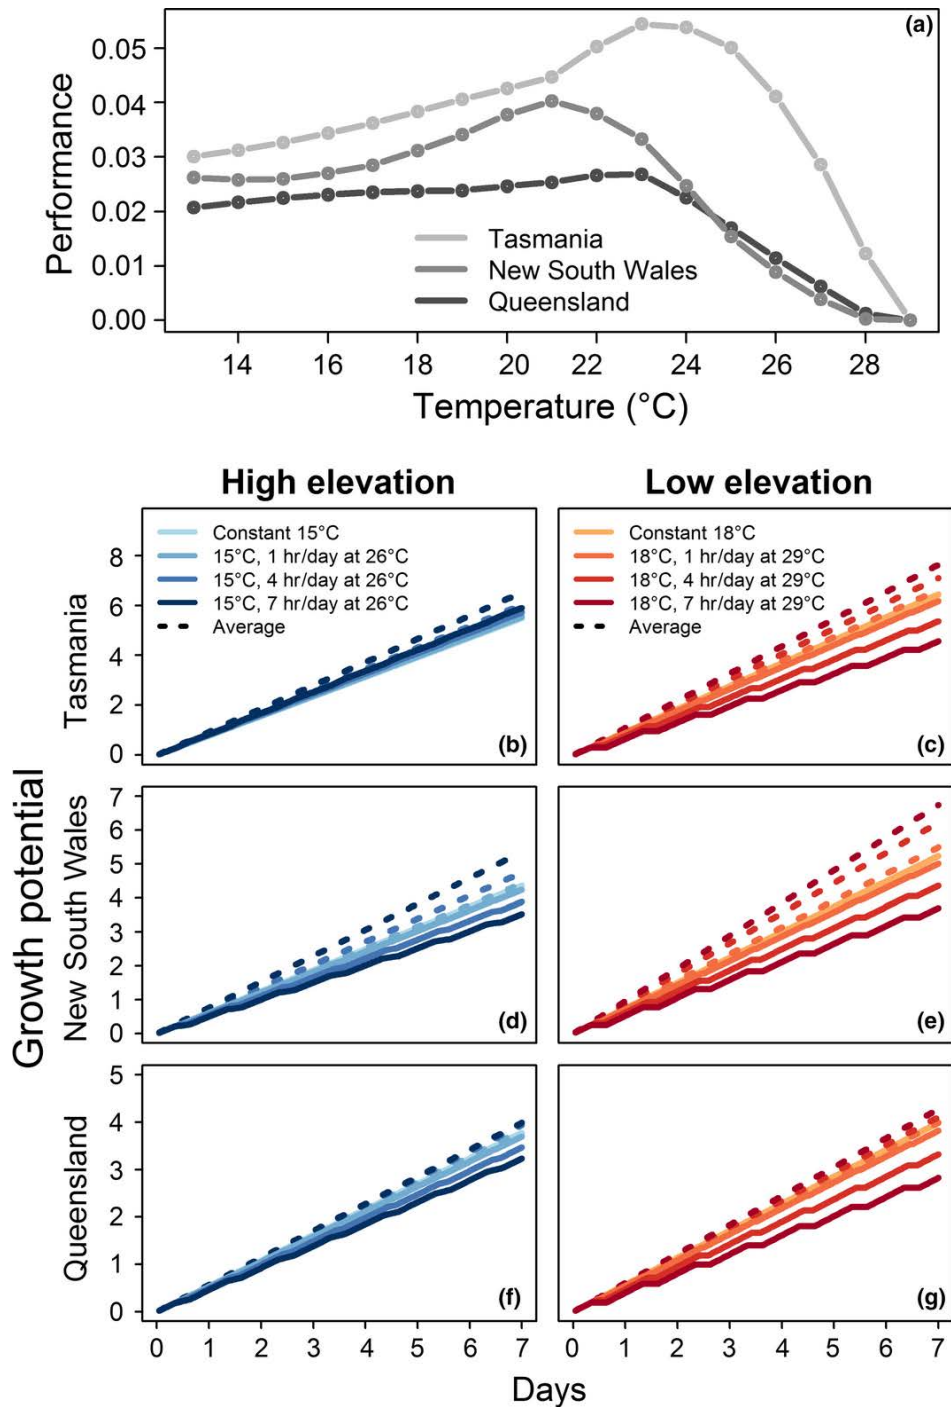 (a)
Performance
0.05
0.04
0.03
0.02
0.01
0.00
Tasmania
New South Wales
Queensland
14 16 18 20 22 24 26 28
Temperature (°C)
High elevation
Low elevation
Growth potential
Tasmania
8
6
4
2
0
Constant 15°C
15°C, 1 hr/day at 26°C
15°C, 4 hr/day at 26°C
15°C, 7 hr/day at 26°C
Average
(b)
Constant 18°C
18°C, 1 hr/day at 29°C
18°C, 4 hr/day at 29°C
18°C, 7 hr/day at 29°C
Average
(c)
New South Wales
7
6
5
4
3
2
1
0
(d)
(e)
Queensland
5
4
3
2
1
0
(f)
(g)
0 1 2 3 4 5 6 7
0 1 2 3 4 5 6 7
Days